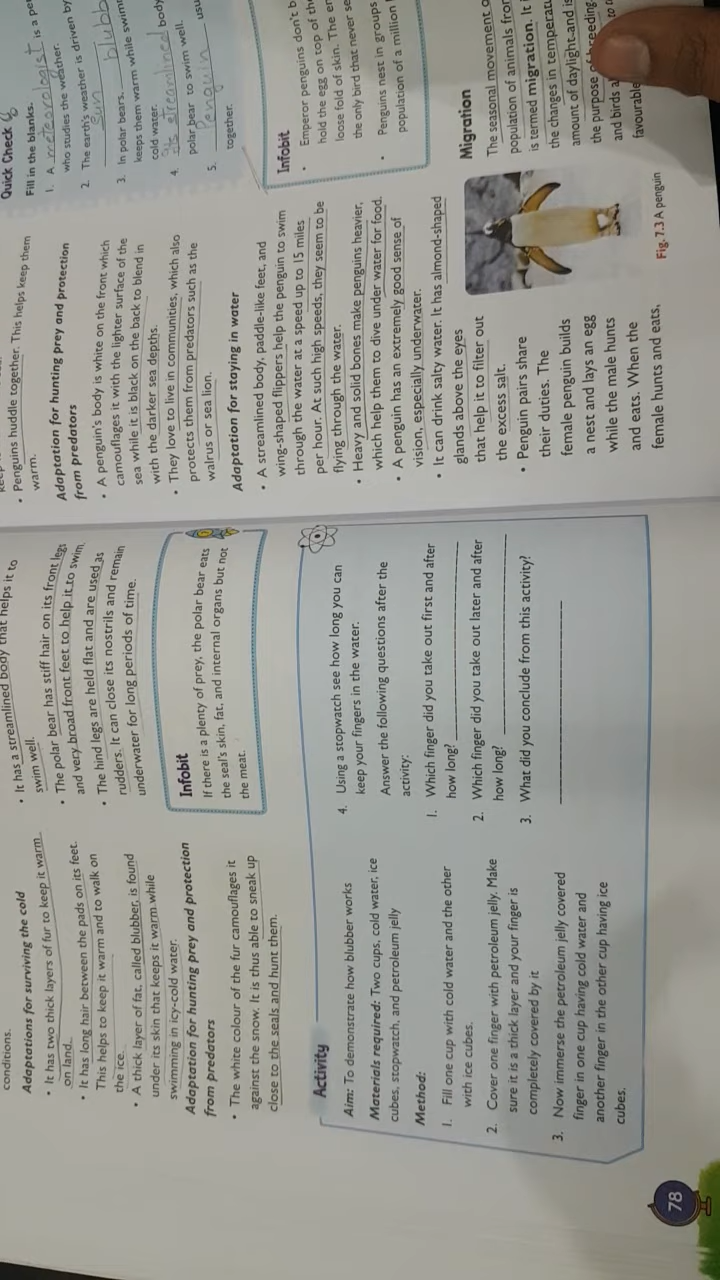 conditions.
Adaptations for surviving the cold
• It has two thick layers of fur to keep it warm
on land.
• It has long hair between the pads on its feet.
This helps to keep it warm and to walk on
the ice.
• A thick layer of fat, called blubber, is found
under its skin that keeps it warm while
swimming in icy-cold water.
Adaptation for hunting prey and protection
from predators
• The white colour of the fur camouflages it
against the snow. It is thus able to sneak up
close to the seals and hunt them.
• It has a streamlined body that helps it to
swim well.
• The polar bear has stiff hair on its front legs
and very broad front feet to help it to swim.
• The hind legs are held flat and are used as
rudders. It can close its nostrils and remain
underwater for long periods of time.
Infobit
If there is a plenty of prey, the polar bear eats
the seal's skin, fat, and internal organs but not
the meat.
Activity
Aim: To demonstrate how blubber works
Materials required: Two cups, cold water, ice
cubes, stopwatch, and petroleum jelly
Method:
1. Fill one cup with cold water and the other
with ice cubes.
2. Cover one finger with petroleum jelly. Make
sure it is a thick layer and your finger is
completely covered by it
3. Now immerse the petroleum jelly covered
finger in one cup having cold water and
another finger in the other cup having ice
cubes.
4. Using a stopwatch see how long you can
keep your fingers in the water.
Answer the following questions after the
activity:
1. Which finger did you take out first and after
how long?
2. Which finger did you take out later and after
how long?
3. What did you conclude from this activity?
78
• Penguins huddle together. This helps keep them
warm.
Adaptation for hunting prey and protection
from predators
• A penguin's body is white on the front which
camouflages it with the lighter surface of the
sea while it is black on the back to blend in
with the darker sea depths.
• They love to live in communities, which also
protects them from predators such as the
walrus or sea lion.
Adaptation for staying in water
• A streamlined body, paddle-like feet, and
wing-shaped flippers help the penguin to swim
through the water at a speed up to 15 miles
per hour. At such high speeds, they seem to be
flying through the water.
• Heavy and solid bones make penguins heavier,
which help them to dive under water for food.
• A penguin has an extremely good sense of
vision, especially underwater.
• It can drink salty water. It has almond-shaped
glands above the eyes
that help it to filter out
the excess salt.
• Penguin pairs share
their duties. The
female penguin builds
a nest and lays an egg
while the male hunts
and eats. When the
female hunts and eats,
Fig. 7.3 A penguin
Quick Check 6
Fill in the blanks.
1. A meteorologist is a
who studies the weather.
2. The earth's weather is driven by
sun
3. In polar bears,
keeps them warm while
cold water.
4. Its streamlined body
polar bear to swim well.
5. Penguin
together.
Infobit
• Emperor penguins don't
hold the egg on top of
loose fold of skin. The
the only bird that never
• Penguins nest in groups
population of a million
Migration
The seasonal movement
population of animals
is termed migration. It
the changes in
amount of daylight and
the purpose of breeding.
and birds
favourable